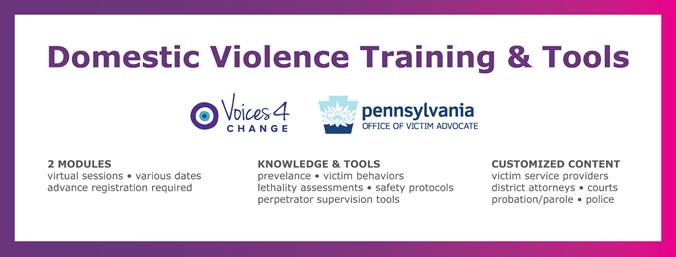 Domestic Violence Training & Tools
Voices 4
CHANGE
pennsylvania
OFFICE OF VICTIM ADVOCATE
2 MODULES
virtual sessions • various dates
advance registration required
KNOWLEDGE & TOOLS
prevelance • victim behaviors
lethality assessments • safety protocols
perpetrator supervision tools
CUSTOMIZED CONTENT
victim service providers
district attorneys • courts
probation/parole • police